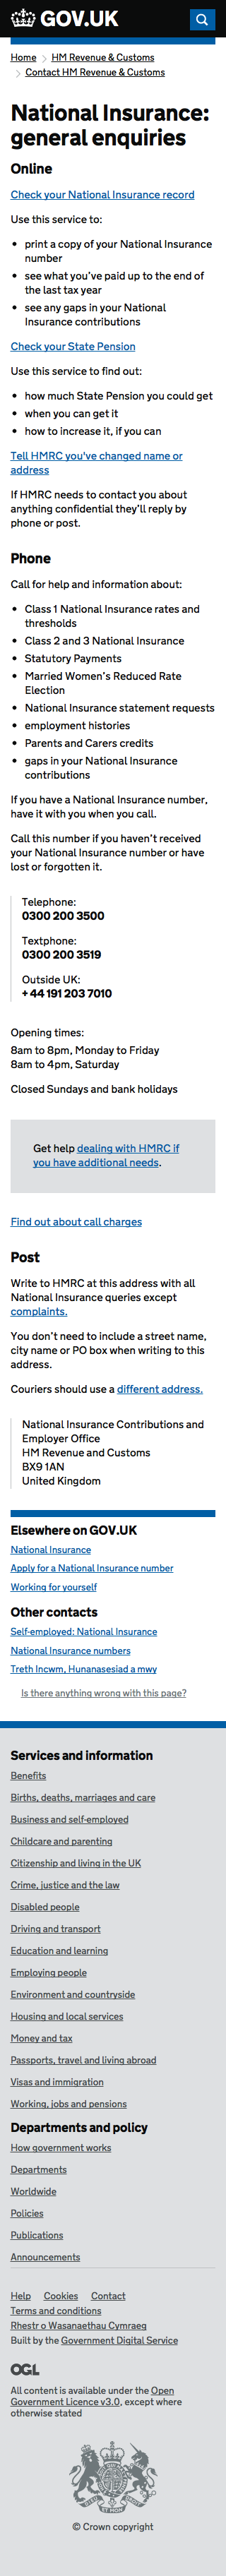 GOV.UK
Home
HM Revenue & Customs
Contact HM Revenue & Customs
National Insurance:
general enquiries
Online
Check your National Insurance record
Use this service to:
• print a copy of your National Insurance
number
• see what you've paid up to the end of
the last tax year
• see any gaps in your National
Insurance contributions
Check your State Pension
Use this service to find out:
• how much State Pension you could get
• when you can get it
• how to increase it, if you can
Tell HMRC you've changed name or
address
If HMRC needs to contact you about
anything confidential they'll reply by
phone or post.
Phone
Call for help and information about:
• Class 1 National Insurance rates and
thresholds
• Class 2 and 3 National Insurance
• Statutory Payments
• Married Women's Reduced Rate
Election
• National Insurance statement requests
• employment histories
• Parents and Carers credits
• gaps in your National Insurance
contributions
If you have a National Insurance number,
have it with you when you call.
Call this number if you haven't received
your National Insurance number or have
lost or forgotten it.
Telephone:
0300 200 3500
Textphone:
0300 200 3519
Outside UK:
+44 191 203 7010
Opening times:
8am to 8pm, Monday to Friday
8am to 4pm, Saturday
Closed Sundays and bank holidays
Get help dealing with HMRC if
you have additional needs.
Find out about call charges
Post
Write to HMRC at this address with all
National Insurance queries except
complaints.
You don't need to include a street name,
city name or PO box when writing to this
address.
Couriers should use a different address.
National Insurance Contributions and
Employer Office
HM Revenue and Customs
BX9 1AN
United Kingdom
Elsewhere on GOV.UK
National Insurance
Apply for a National Insurance number
Working for yourself
Other contacts
Self-employed: National Insurance
National Insurance numbers
Treth Incwm, Hunanasesiad a mwy
Is there anything wrong with this page?
Services and information
Benefits
Births, deaths, marriages and care
Business and self-employed
Childcare and parenting
Citizenship and living in the UK
Crime, justice and the law
Disabled people
Driving and transport
Education and learning
Employing people
Environment and countryside
Housing and local services
Money and tax
Passports, travel and living abroad
Visas and immigration
Working, jobs and pensions
Departments and policy
How government works
Departments
Worldwide
Policies
Publications
Announcements
Help Cookies Contact
Terms and conditions
Rhestr o Wasanaethau Cymraeg
Built by the Government Digital Service
OGL
All content is available under the Open
Government Licence v3.0, except where
otherwise stated
© Crown copyright